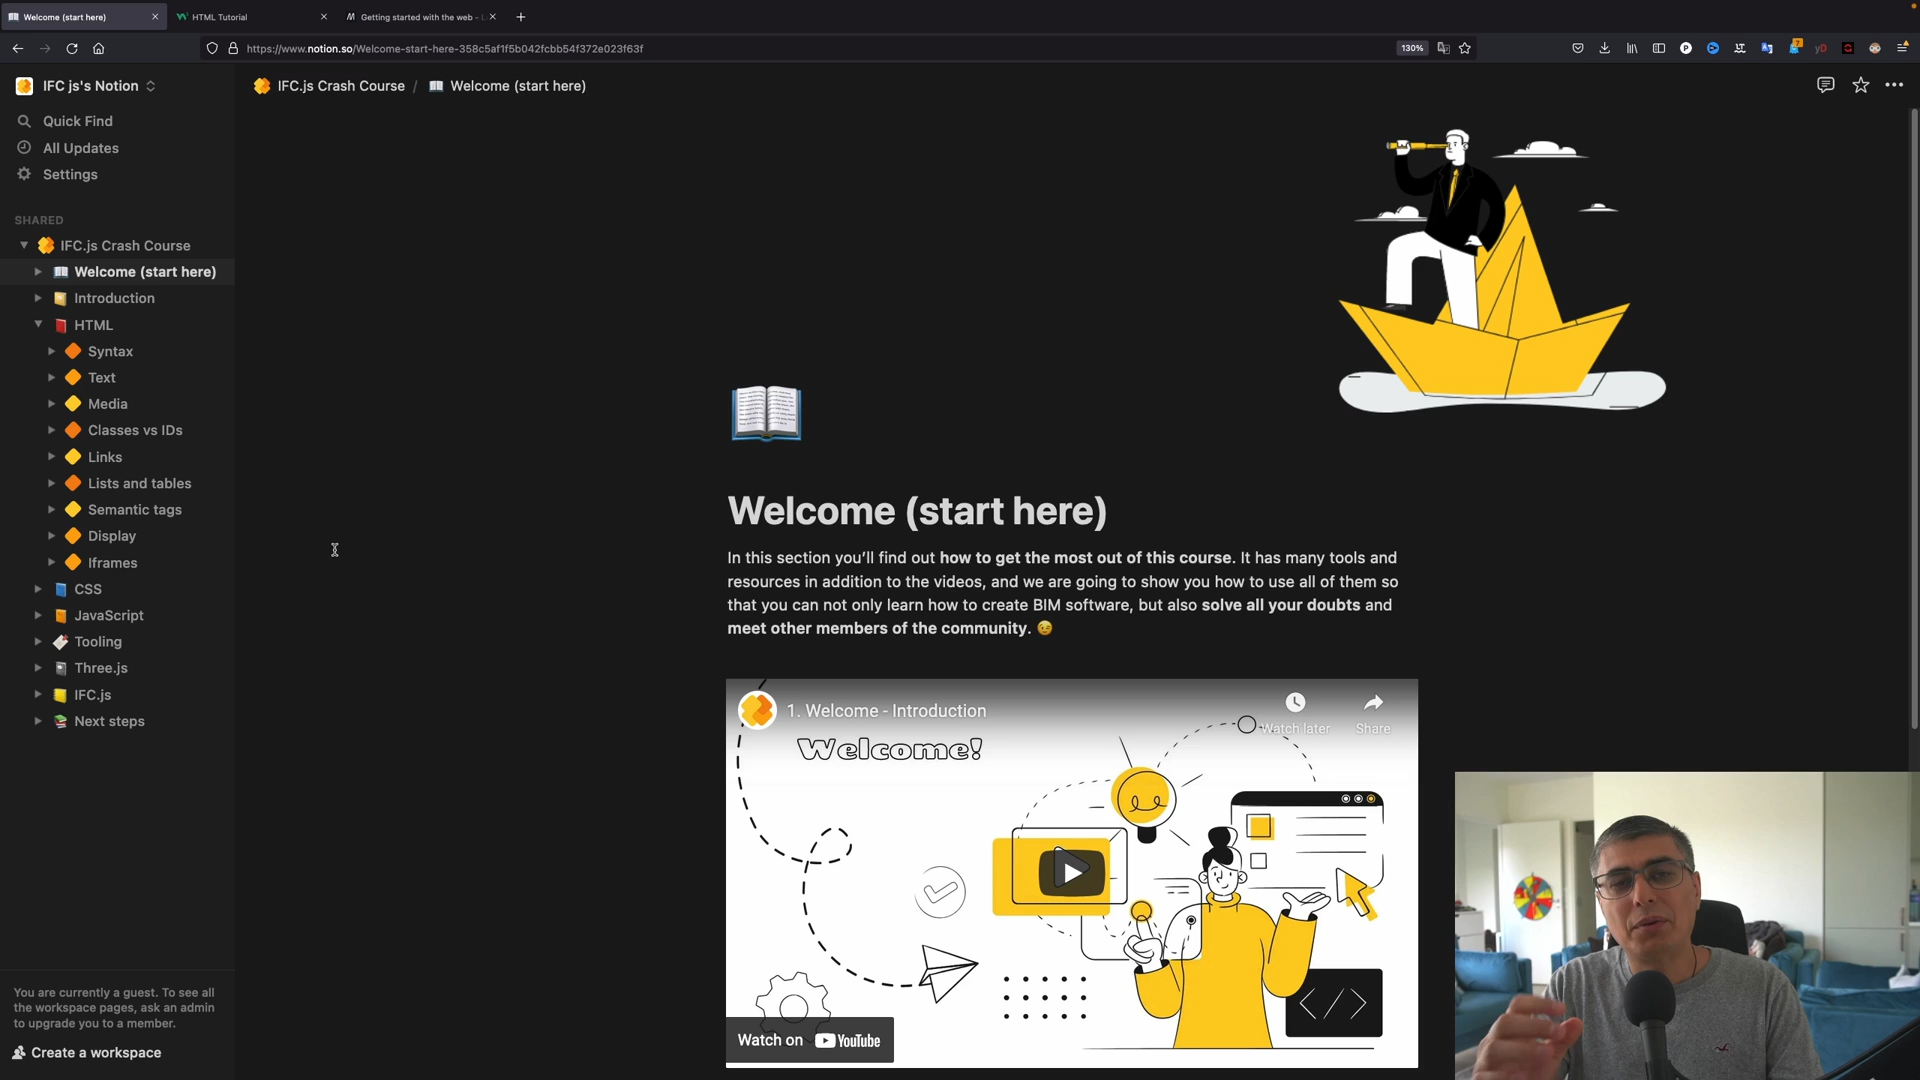 Welcome (start here)
HTML Tutorial
Getting started with the web -
https://www.notion.so/Welcome-start-here-358c5af1f5b042fcbb54f372e023f63f
130%
IFC js's Notion
IFC.js Crash Course / Welcome (start here)
Quick Find
All Updates
Settings
SHARED
IFC.js Crash Course
Welcome (start here)
Introduction
HTML
Syntax
Text
Media
Classes vs IDs
Links
Lists and tables
Semantic tags
Display
Iframes
CSS
JavaScript
Tooling
Three.js
IFC.js
Next steps
You are currently a guest. To see all
the workspace pages, ask an admin
to upgrade you to a member.
Create a workspace
Welcome (start here)
In this section you’ll find out how to get the most out of this course. It has many tools and
resources in addition to the videos, and we are going to show you how to use all of them so
that you can not only learn how to create BIM software, but also solve all your doubts and
meet other members of the community. 😉
1. Welcome - Introduction
Watch later
Share
Welcome!
</>
Watch on YouTube